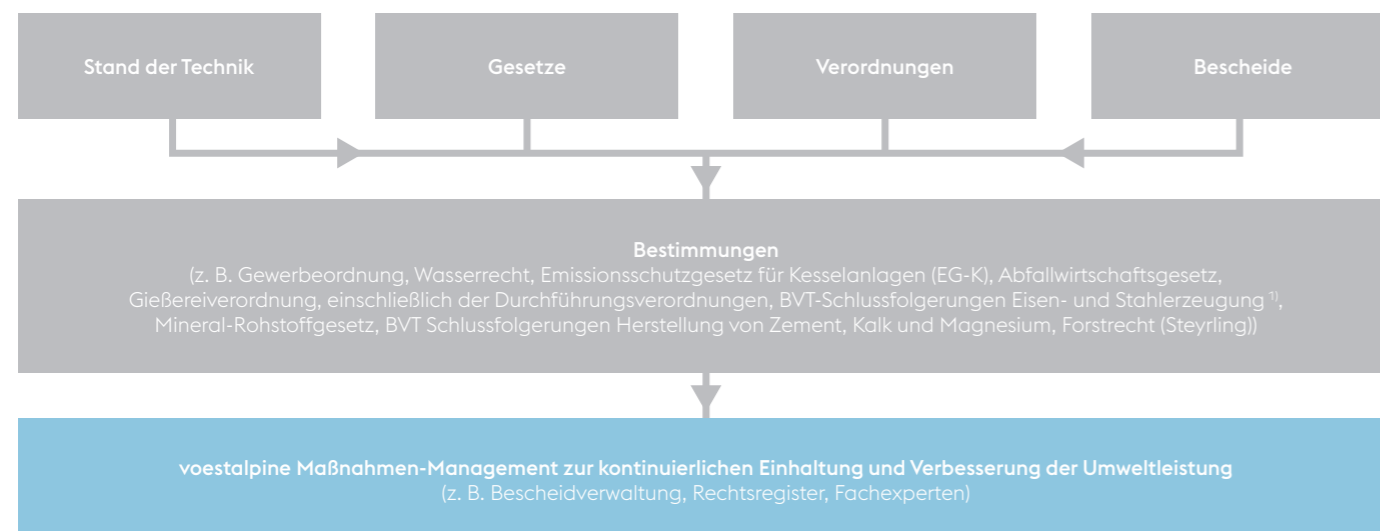 Stand der Technik
Gesetze
Verordnungen
Bescheide
Bestimmungen
(z. B. Gewerbeordnung, Wasserrecht, Emissionsschutzgesetz für Kesselanlagen (EG-K), Abfallwirtschaftsgesetz,
Gießereiverordnung, einschließlich der Durchführungsverordnungen, BVT-Schlussfolgerungen Eisen- und Stahlerzeugung ¹⁾,
Mineral-Rohstoffgesetz, BVT Schlussfolgerungen Herstellung von Zement, Kalk und Magnesium, Forstrecht (Steyrling))
voestalpine Maßnahmen-Management zur kontinuierlichen Einhaltung und Verbesserung der Umweltleistung
(z. B. Bescheidverwaltung, Rechtsregister, Fachexperten)